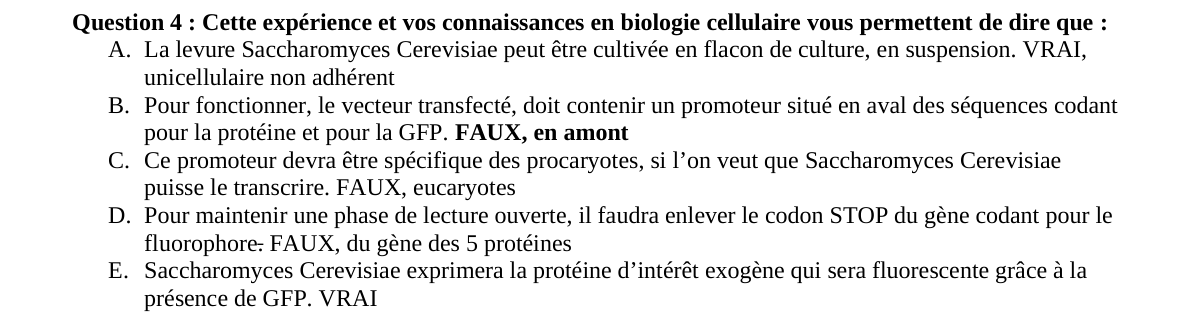 Question 4 : Cette expérience et vos connaissances en biologie cellulaire vous permettent de dire que :
A. La levure Saccharomyces Cerevisiae peut être cultivée en flacon de culture, en suspension. VRAI,
unicellulaire non adhérent
B. Pour fonctionner, le vecteur transfecté, doit contenir un promoteur situé en aval des séquences codant
pour la protéine et pour la GFP. FAUX, en amont
C. Ce promoteur devra être spécifique des procaryotes, si l’on veut que Saccharomyces Cerevisiae
puisse le transcrire. FAUX, eucaryotes
D. Pour maintenir une phase de lecture ouverte, il faudra enlever le codon STOP du gène codant pour le
fluorophore. FAUX, du gène des 5 protéines
E. Saccharomyces Cerevisiae exprimera la protéine d’intérêt exogène qui sera fluorescente grâce à la
présence de GFP. VRAI